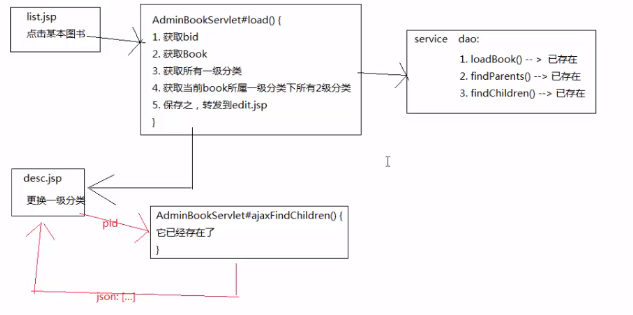 list.jsp
点击某本图书
AdminBookServlet#load() {
1. 获取bid
2. 获取Book
3. 获取所有一级分类
4. 获取当前book所属一级分类下所有2级分类
5. 保存之，转发到edit.jsp
}
service dao:
1. loadBook() -- > 已存在
2. findParents() --> 已存在
3. findChildren() --> 已存在
desc.jsp
更换一级分类
pid
AdminBookServlet#ajaxFindChildren() {
它已经存在了
}
json: [...]